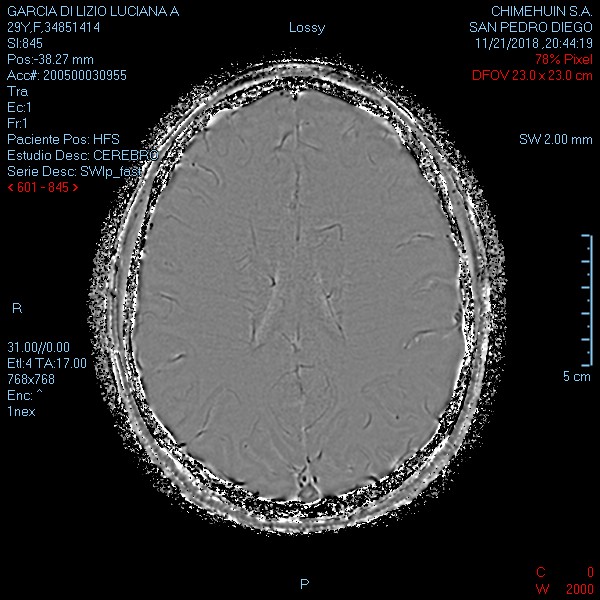 GARCIA DI LIZIO LUCIANA A
29Y,F,34851414
Sl:845
Pos:-38.27 mm
Acc#: 200500030955
Tra
Ec:1
Fr:1
Paciente Pos: HFS
Estudio Desc: CEREBRO
Serie Desc: SWIp_fast
< 601 - 845 >
Lossy
CHIMEHUIN S.A.
SAN PEDRO DIEGO
11/21/2018 ,20:44:19
78% Pixel
DFOV 23.0 x 23.0 cm
SW 2.00 mm
R
31.00//0.00
Etl:4 TA:17.00
768x768
Enc: ^
1nex
5 cm
P
C 0
W 2000